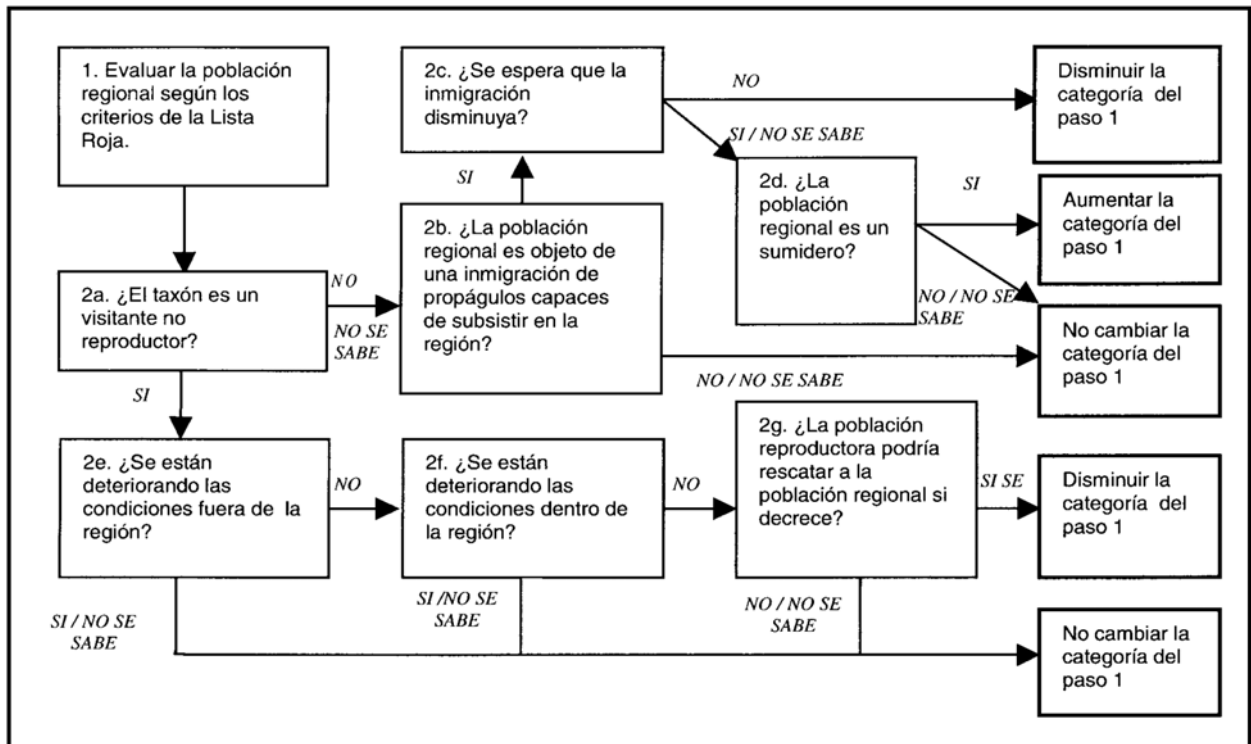 1. Evaluar la población
regional según los
criterios de la Lista
Roja.
2c. ¿Se espera que la
inmigración
disminuya?
NO
Disminuir la
categoría del
paso 1
SI / NO SE SABE
SI
2d. ¿La
población
regional es un
sumidero?
SI
Aumentar la
categoría del
paso 1
2a. ¿El taxón es un
visitante no
reproductor?
NO
NO SE
SABE
2b. ¿La población
regional es objeto de
una inmigración de
propágulos capaces
de subsistir en la
región?
NO / NO SE
SABE
NO / NO SE SABE
No cambiar la
categoría del
paso 1
SI
2e. ¿Se están
deteriorando las
condiciones fuera de la
región?
NO
2f. ¿Se están
deteriorando las
condiciones dentro de
la región?
NO
2g. ¿La población
reproductora podría
rescatar a la
población regional si
decrece?
SI SE
Disminuir la
categoría del
paso 1
SI / NO SE
SABE
SI /NO SE
SABE
NO / NO SE
SABE
No cambiar la
categoría del
paso 1